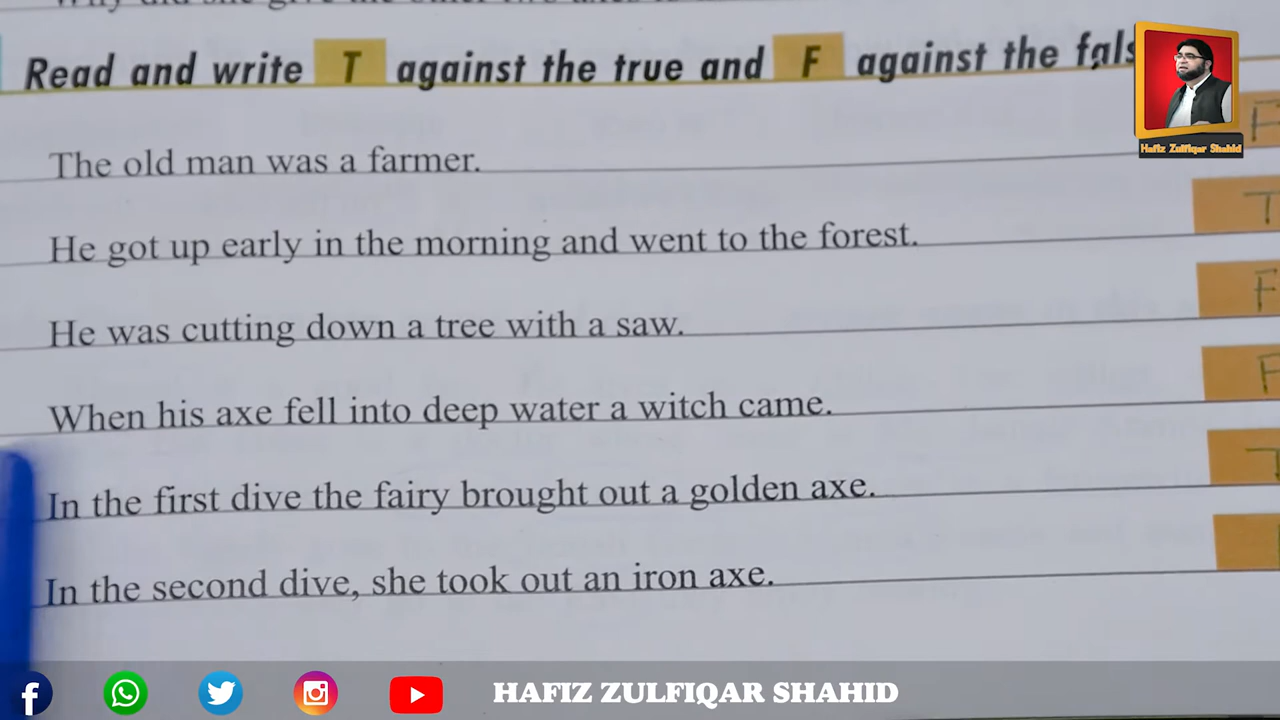 Read and write T against the true and F against the fals
Hafiz Zulfiqar Shahid
F
The old man was a farmer.
T
He got up early in the morning and went to the forest.
F
He was cutting down a tree with a saw.
F
When his axe fell into deep water a witch came.
T
In the first dive the fairy brought out a golden axe.
In the second dive, she took out an iron axe.
HAFIZ ZULFIQAR SHAHID